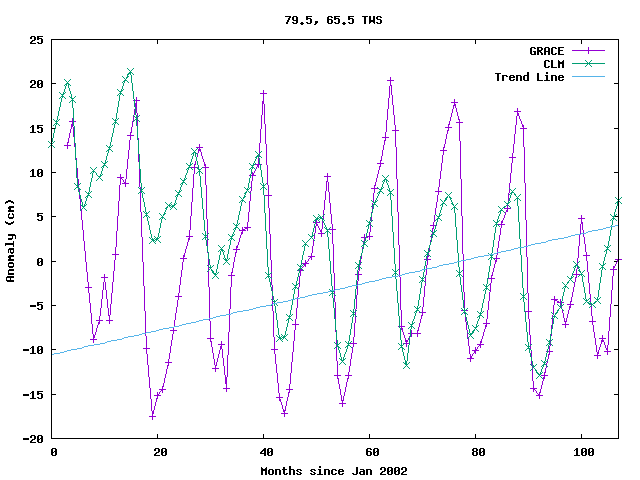 79.5, 65.5 TWS
GRACE
CLM
Trend Line
25
20
15
10
5
0
-5
-10
-15
-20
Anomaly (cm)
0 20 40 60 80 100
Months since Jan 2002